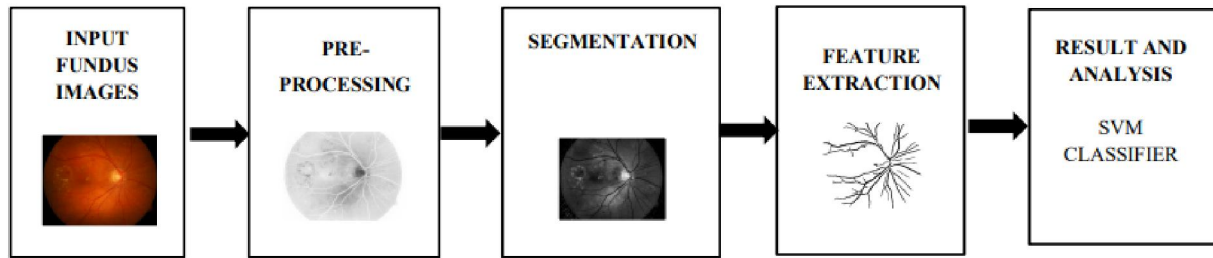 INPUT
FUNDUS
IMAGES
PRE-
PROCESSING
SEGMENTATION
FEATURE
EXTRACTION
RESULT AND
ANALYSIS
SVM
CLASSIFIER